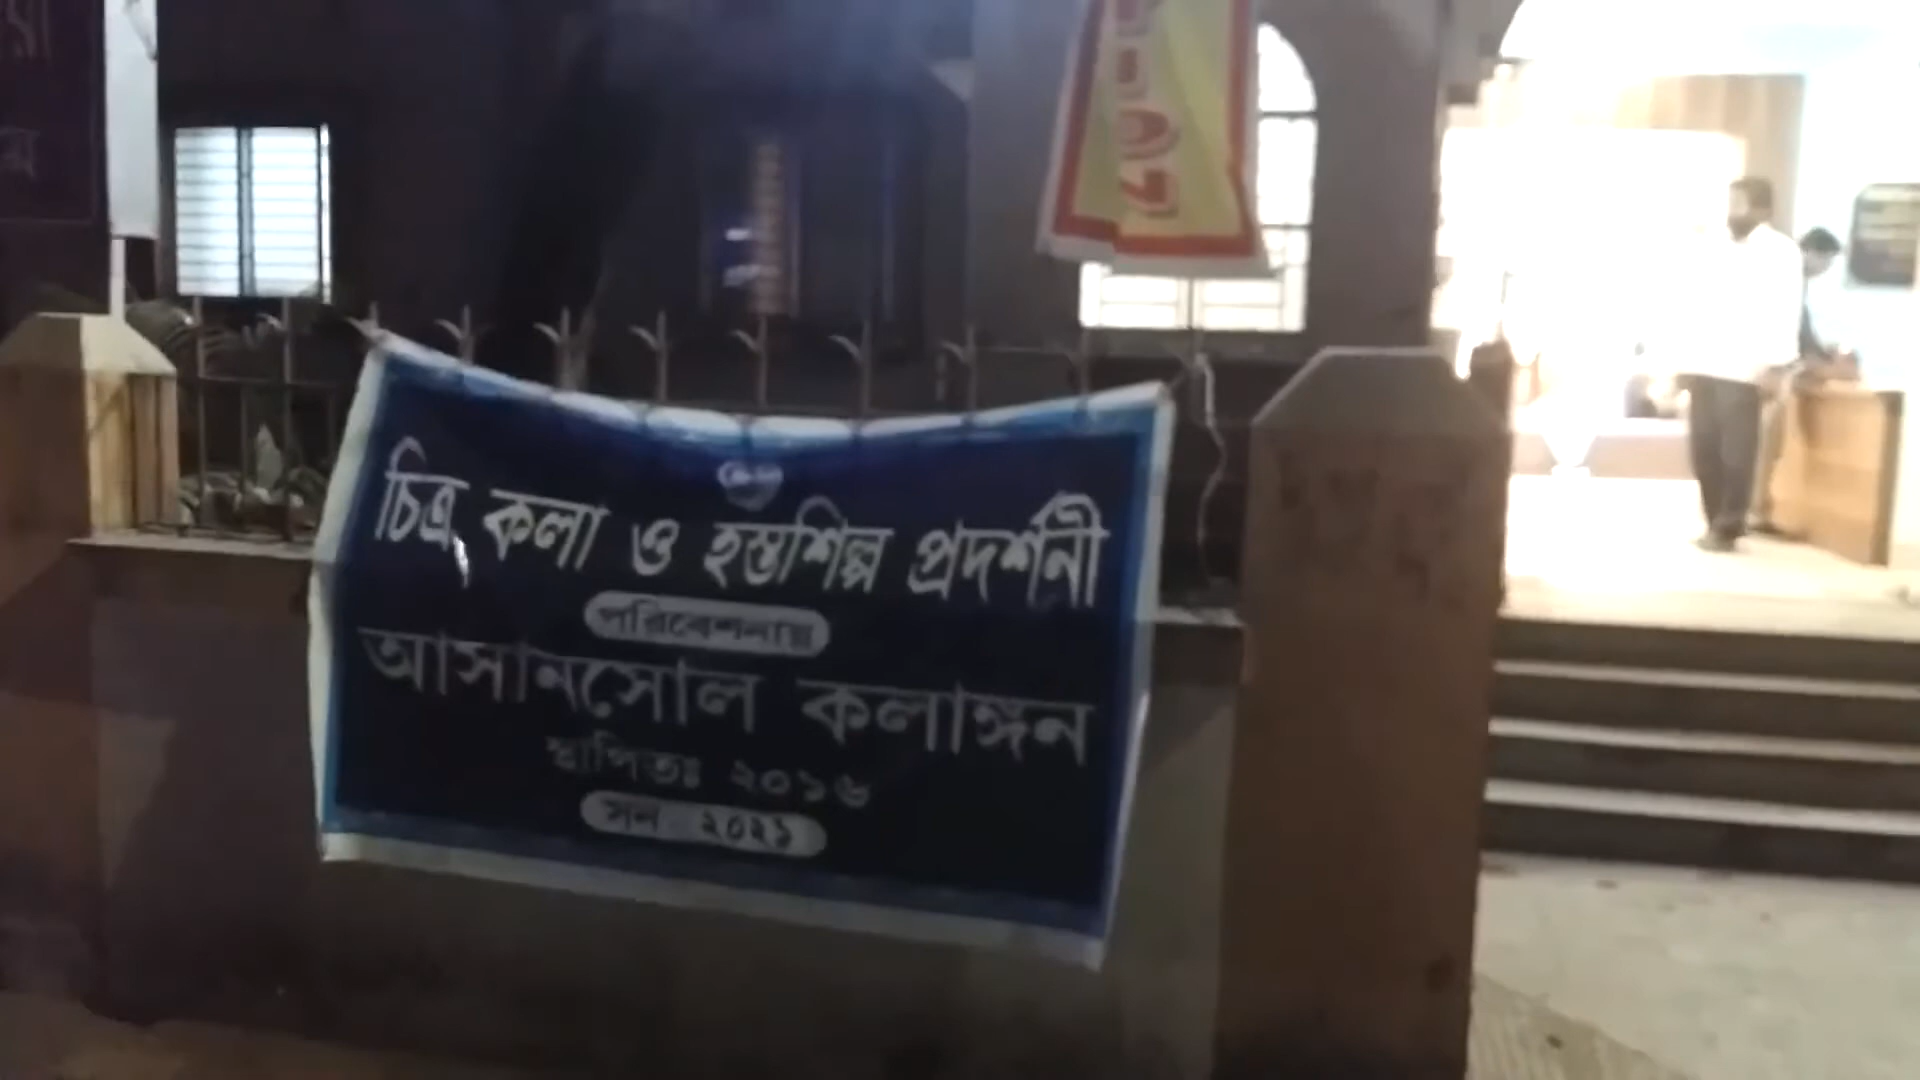 চিত্র কলা ও হস্তশিল্প প্রদর্শনী
পরিবেশনায়
আসানসোল কলাঙ্গন
স্থাপিতঃ ২০১৬
সন - ২০২১